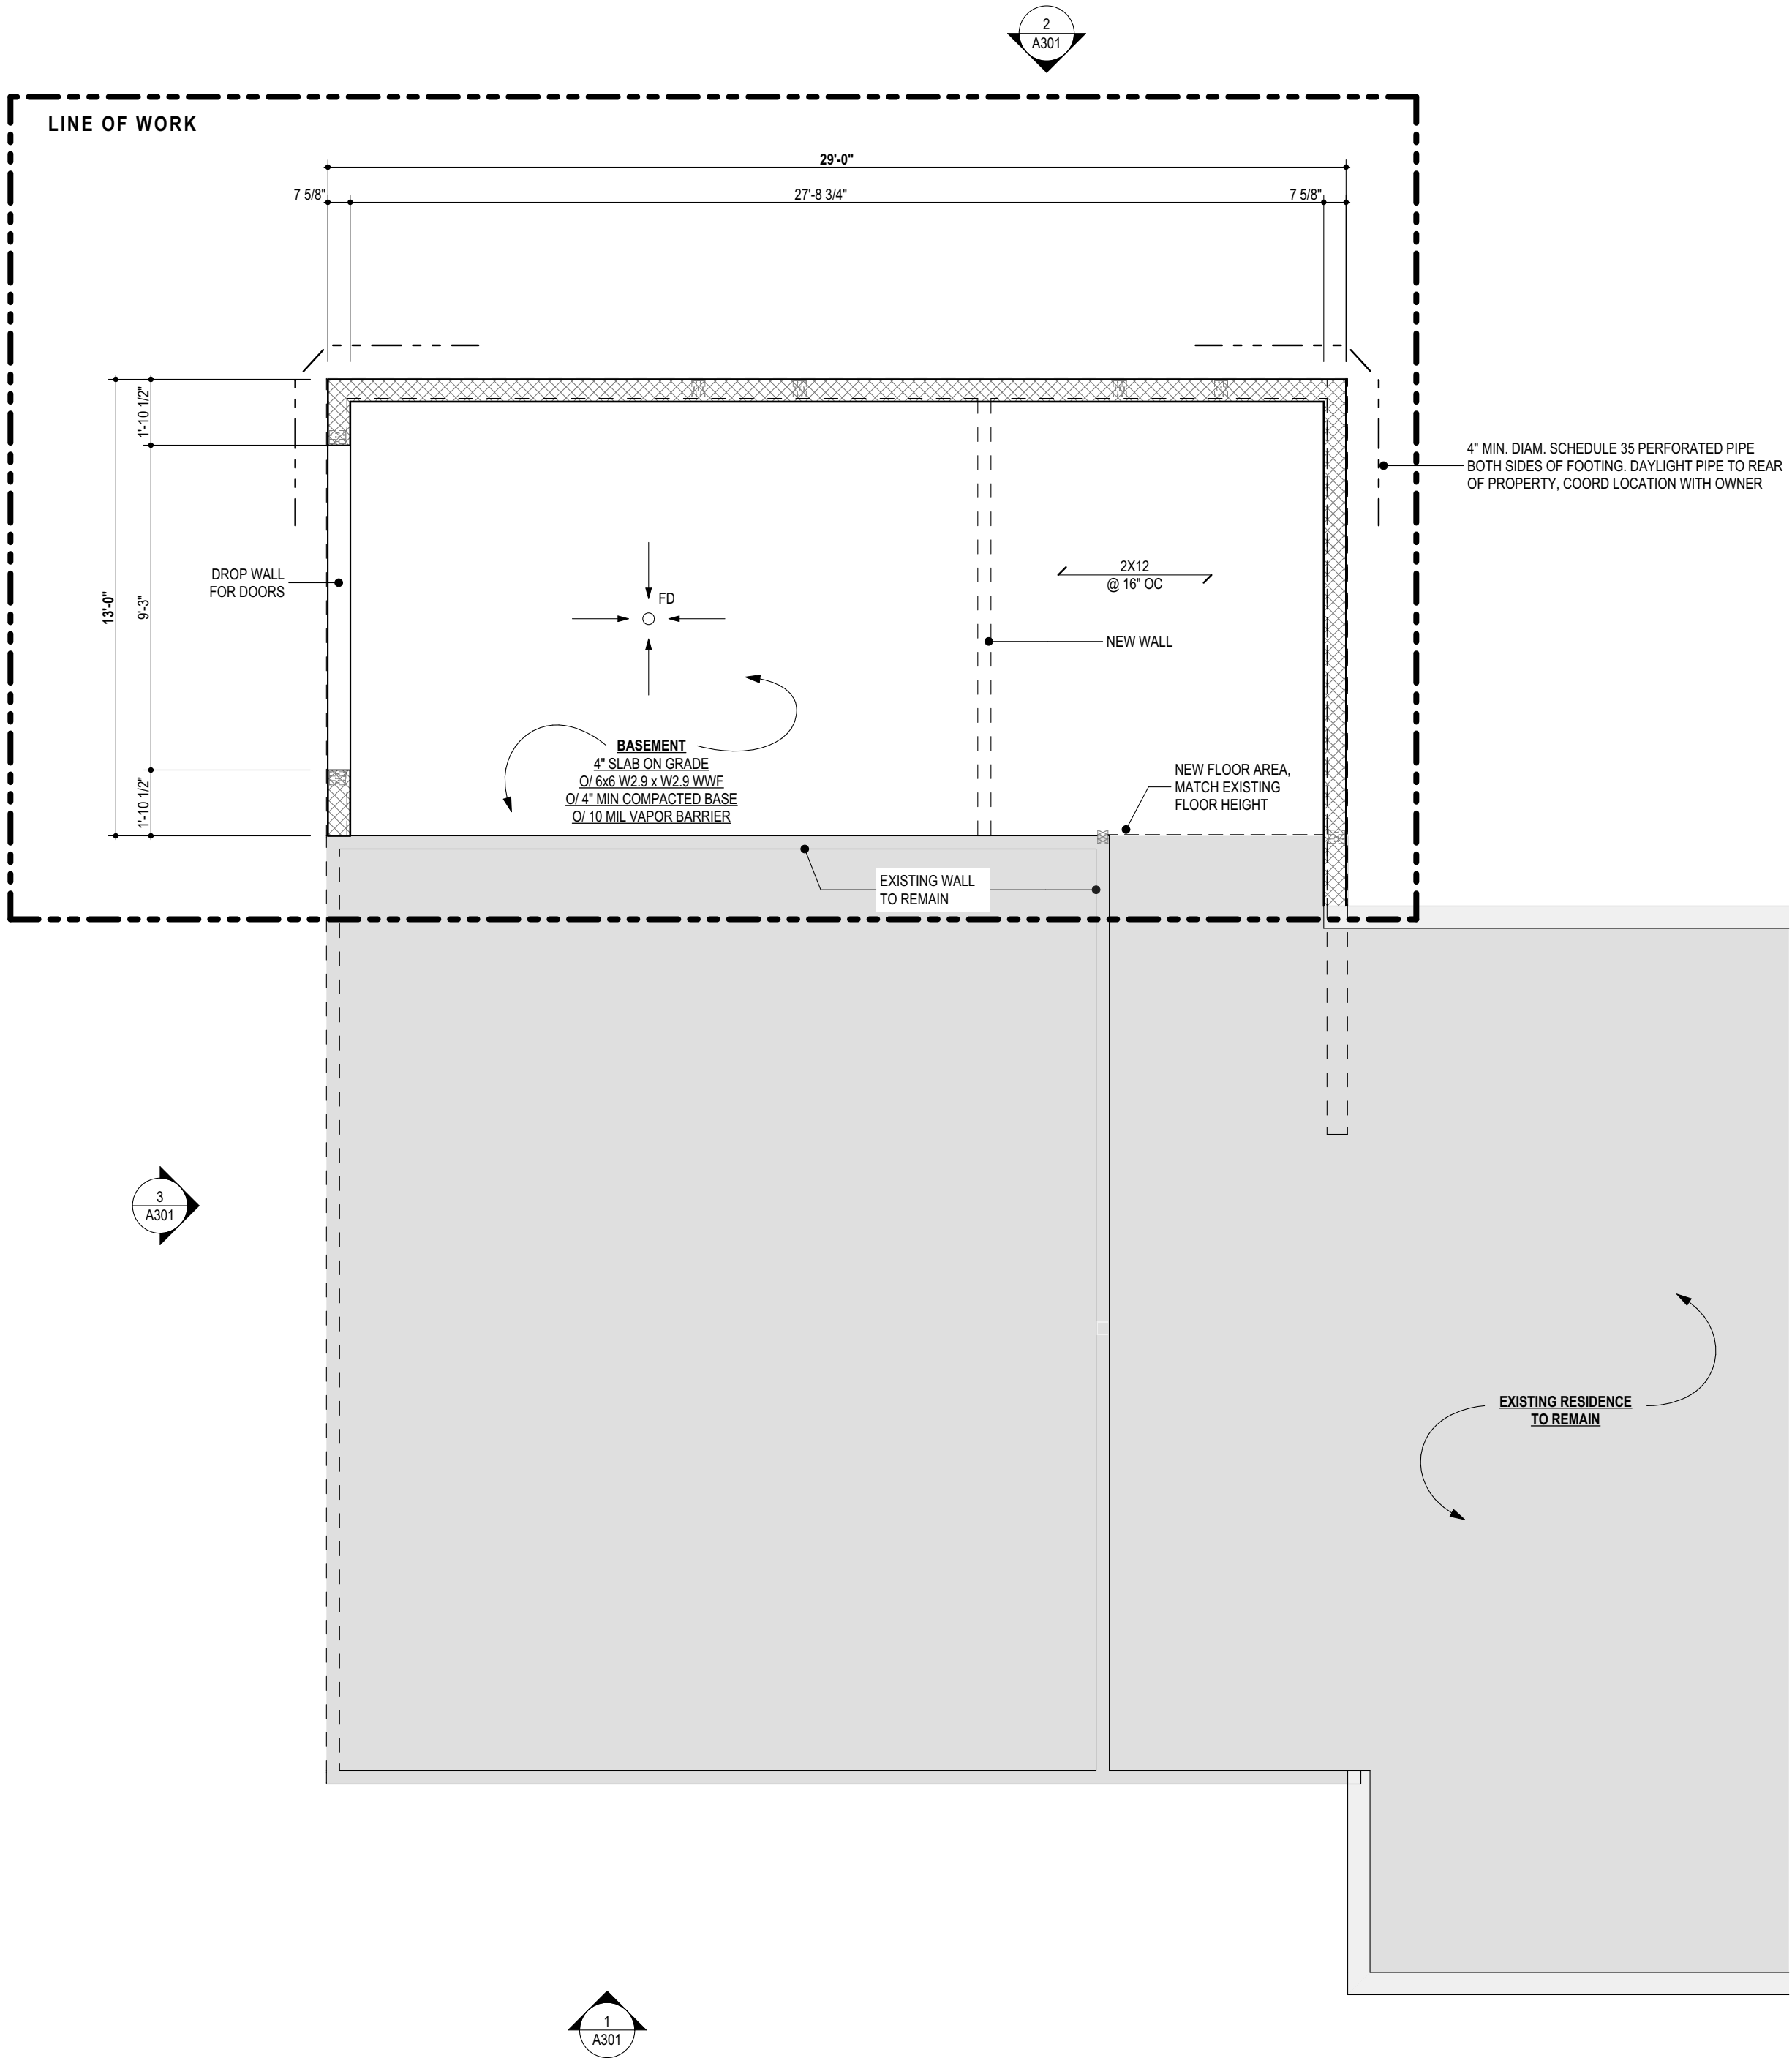 2
A301
LINE OF WORK
29'-0"
7 5/8"
27'-8 3/4"
7 5/8"
1'-10 1/2"
13'-0"
9'-3"
1'-10 1/2"
4" MIN. DIAM. SCHEDULE 35 PERFORATED PIPE
BOTH SIDES OF FOOTING. DAYLIGHT PIPE TO REAR
OF PROPERTY, COORD LOCATION WITH OWNER
DROP WALL
FOR DOORS
FD
2X12
@ 16" OC
NEW WALL
BASEMENT
4" SLAB ON GRADE
O/ 6x6 W2.9 x W2.9 WWF
O/ 4" MIN COMPACTED BASE
O/ 10 MIL VAPOR BARRIER
NEW FLOOR AREA,
MATCH EXISTING
FLOOR HEIGHT
EXISTING WALL
TO REMAIN
3
A301
EXISTING RESIDENCE
TO REMAIN
1
A301